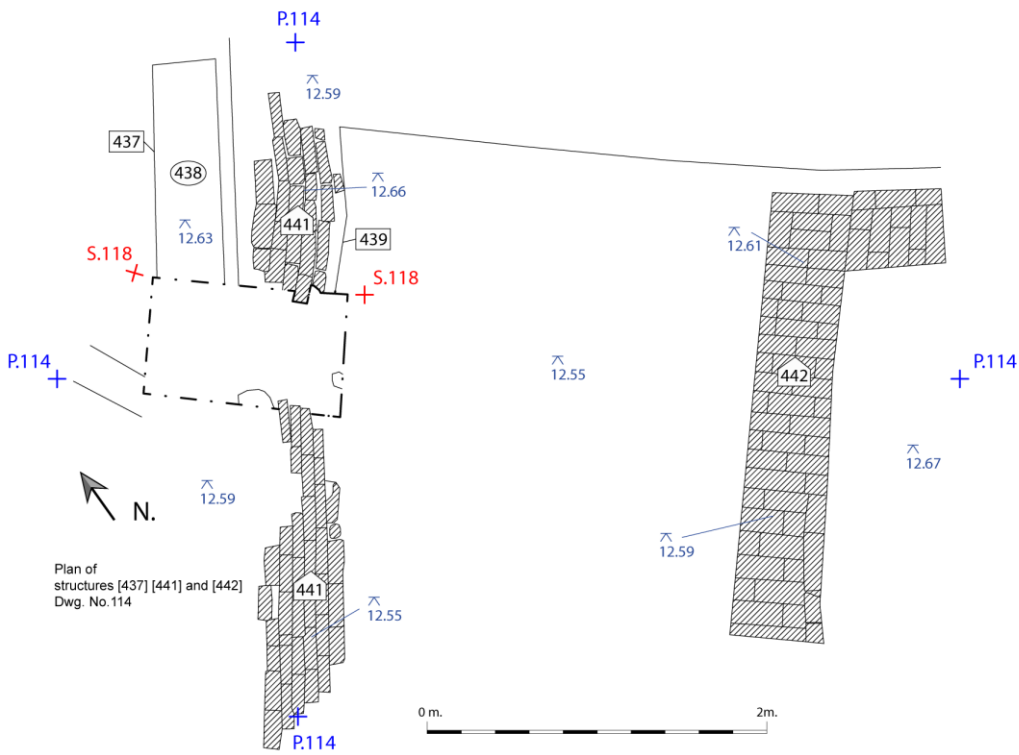 P.114
12.59
437
438
12.66
441
439
12.63
12.61
S.118
S.118
P.114
12.55
442
P.114
12.67
12.59
N.
12.59
Plan of
structures [437] [441] and [442]
Dwg. No.114
441
12.55
0 m.
2m.
P.114